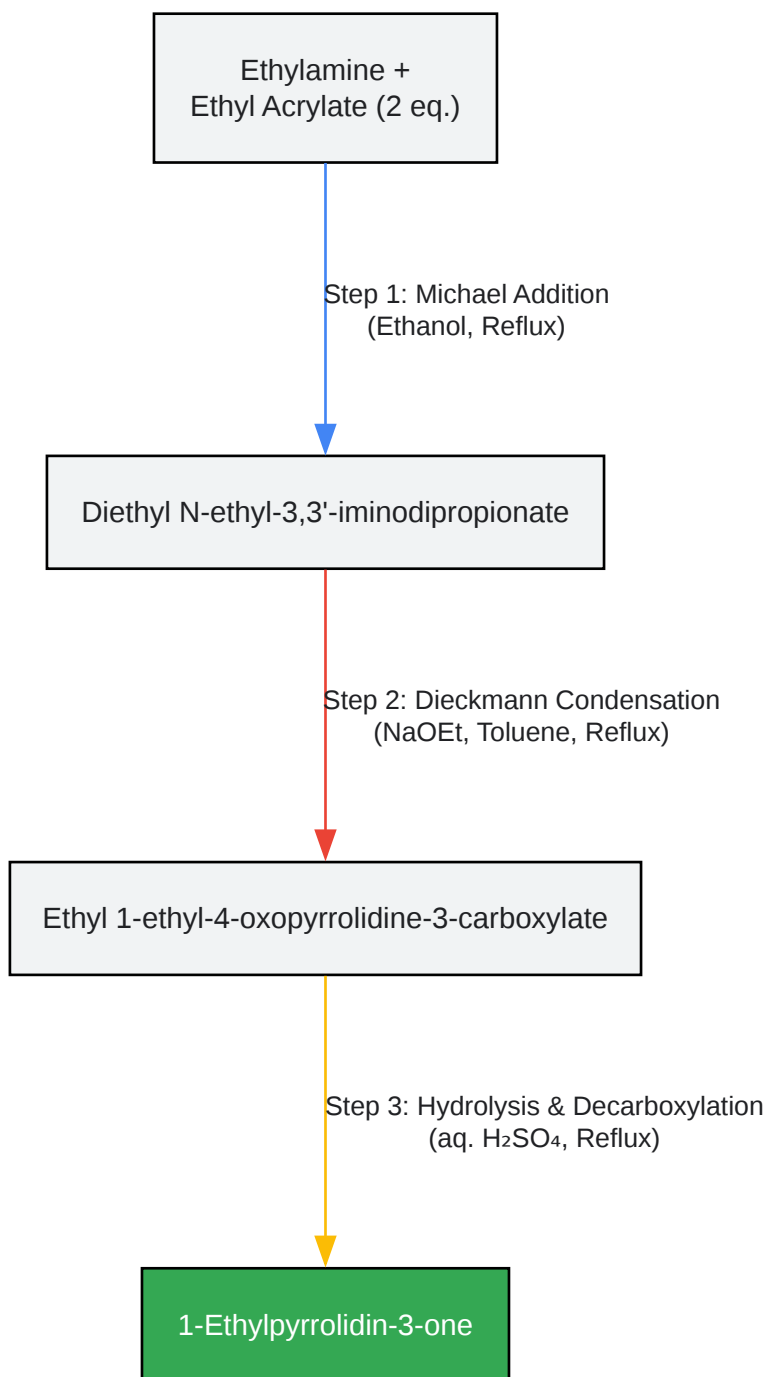 Ethylamine +
Ethyl Acrylate (2 eq.)
Step 1: Michael Addition
(Ethanol, Reflux)
Diethyl N-ethyl-3,3'-iminodipropionate
Step 2: Dieckmann Condensation
(NaOEt, Toluene, Reflux)
Ethyl 1-ethyl-4-oxopyrrolidine-3-carboxylate
Step 3: Hydrolysis & Decarboxylation
(aq. H₂SO₄, Reflux)
1-Ethylpyrrolidin-3-one